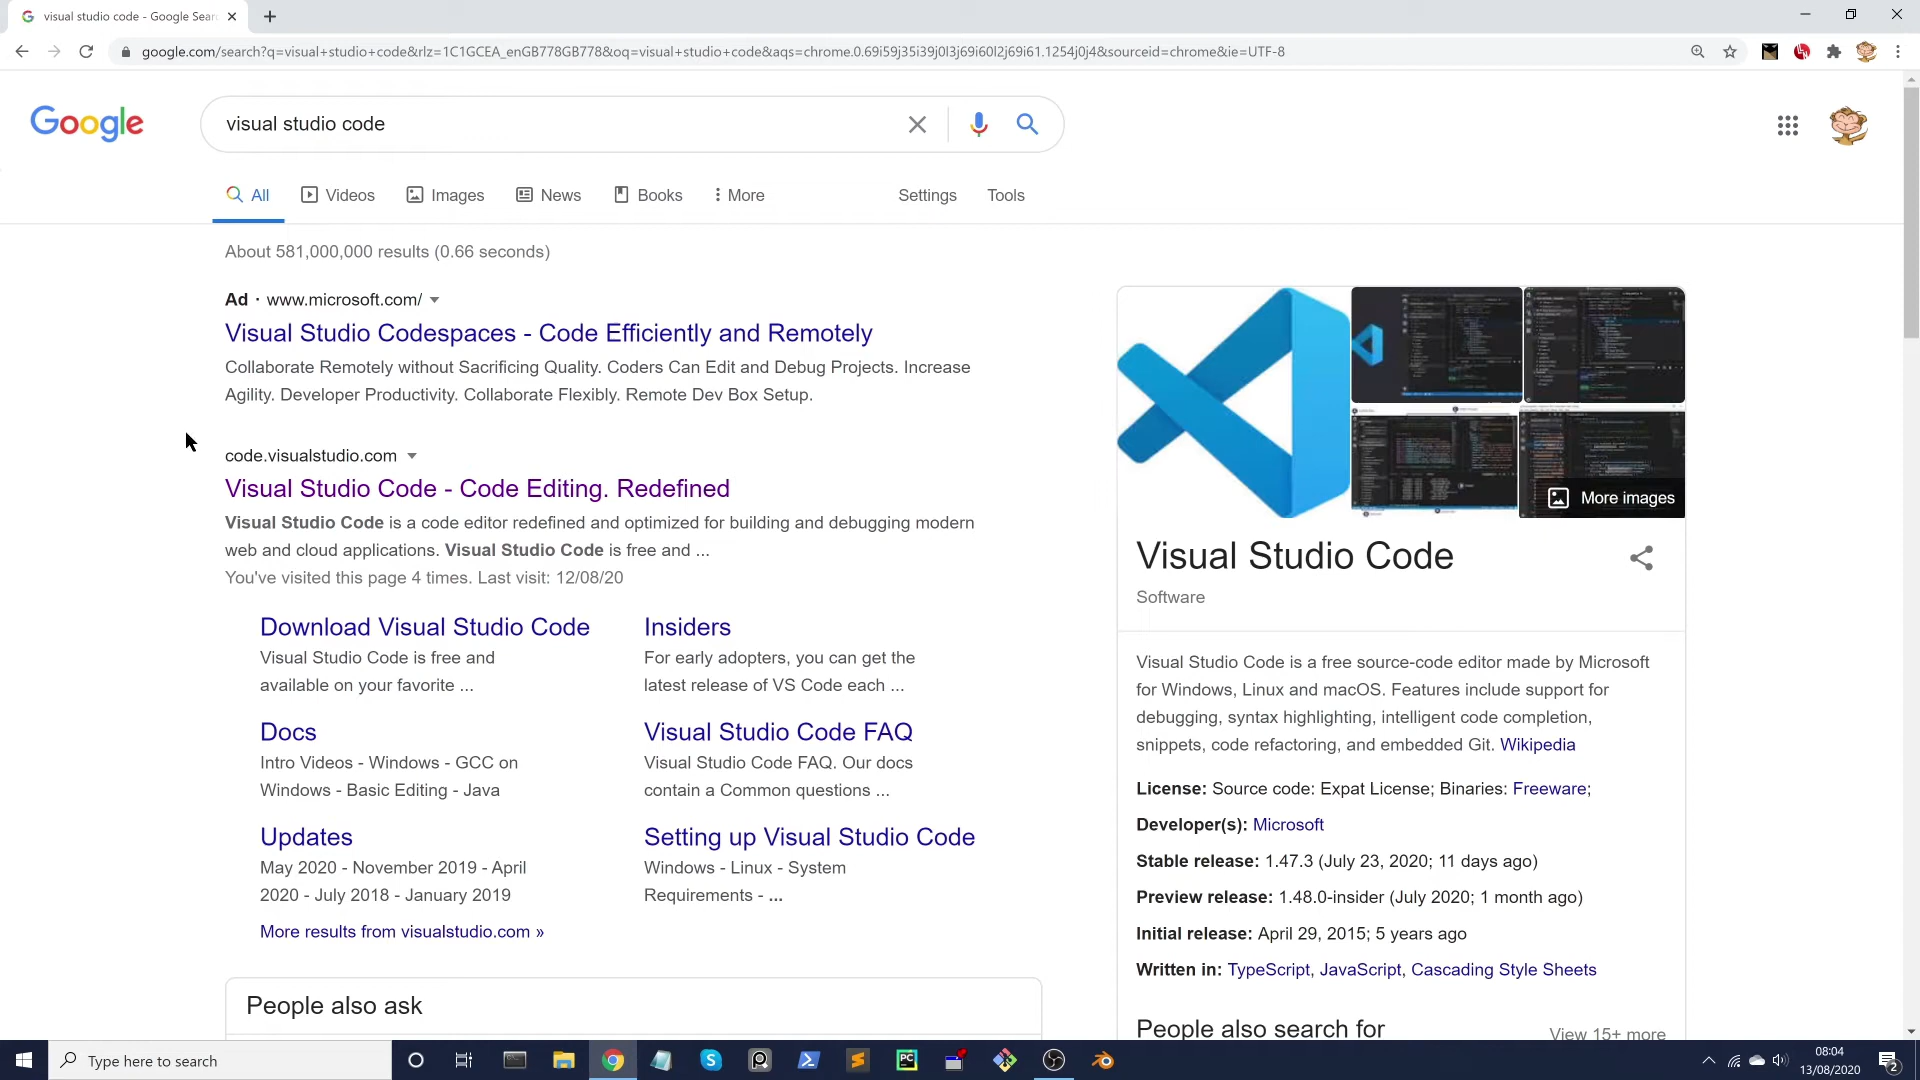 visual studio code - Google Sear
google.com/search?q=visual+studio+code&rlz=1C1GCEA_enGB778GB778&oq=visual+studio+code&aqs=chrome.0.69i59j35i39j0l3j69i60l2j69i61.1254j0j4&sourceid=chrome&ie=UTF-8
Google
visual studio code
All Videos Images News Books More Settings Tools
About 581,000,000 results (0.66 seconds)
Ad · www.microsoft.com/
Visual Studio Codespaces - Code Efficiently and Remotely
Collaborate Remotely without Sacrificing Quality. Coders Can Edit and Debug Projects. Increase
Agility. Developer Productivity. Collaborate Flexibly. Remote Dev Box Setup.
code.visualstudio.com
Visual Studio Code - Code Editing. Redefined
Visual Studio Code is a code editor redefined and optimized for building and debugging modern
web and cloud applications. Visual Studio Code is free and ...
You've visited this page 4 times. Last visit: 12/08/20
Download Visual Studio Code
Visual Studio Code is free and
available on your favorite ...
Insiders
For early adopters, you can get the
latest release of VS Code each ...
Docs
Intro Videos - Windows - GCC on
Windows - Basic Editing - Java
Visual Studio Code FAQ
Visual Studio Code FAQ. Our docs
contain a Common questions ...
Updates
May 2020 - November 2019 - April
2020 - July 2018 - January 2019
Setting up Visual Studio Code
Windows - Linux - System
Requirements - ...
More results from visualstudio.com »
People also ask
More images
Visual Studio Code
Software
Visual Studio Code is a free source-code editor made by Microsoft
for Windows, Linux and macOS. Features include support for
debugging, syntax highlighting, intelligent code completion,
snippets, code refactoring, and embedded Git. Wikipedia
License: Source code: Expat License; Binaries: Freeware;
Developer(s): Microsoft
Stable release: 1.47.3 (July 23, 2020; 11 days ago)
Preview release: 1.48.0-insider (July 2020; 1 month ago)
Initial release: April 29, 2015; 5 years ago
Written in: TypeScript, JavaScript, Cascading Style Sheets
People also search for
View 15+ more
Type here to search
08:04
13/08/2020
2